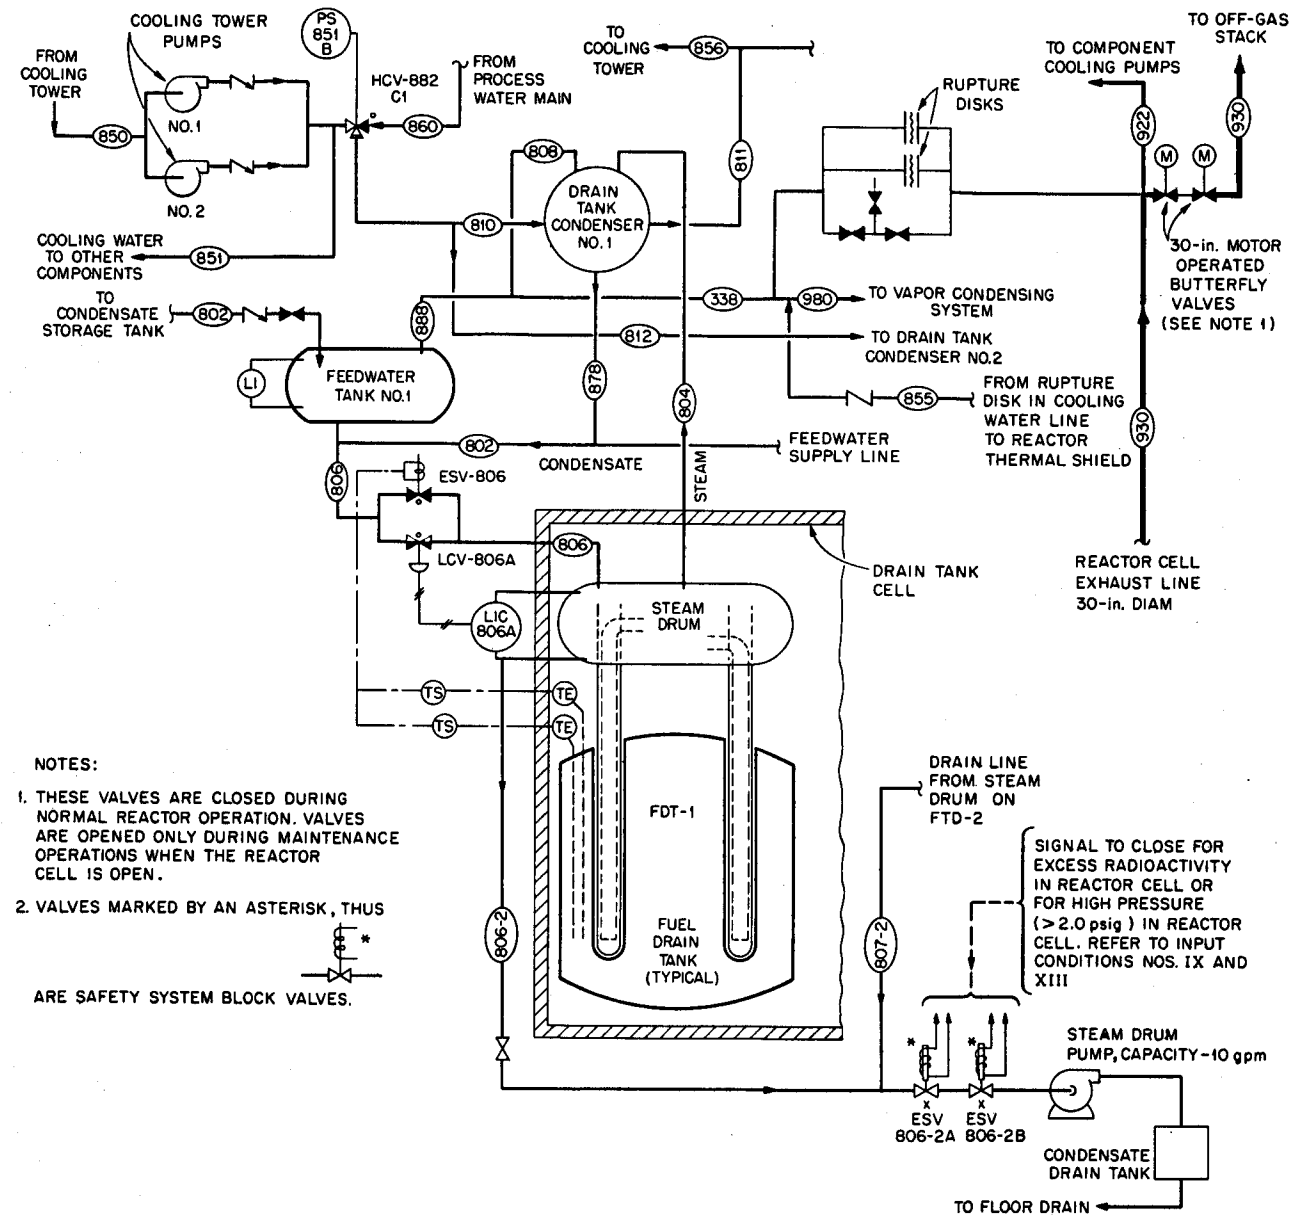 COOLING TOWER
PUMPS
FROM
COOLING
TOWER
850
NO.1
NO.2
PS
851
B
HCV-882
C1
860
FROM
PROCESS
WATER MAIN
TO
COOLING
TOWER
856
TO OFF-GAS
STACK
TO COMPONENT
COOLING PUMPS
RUPTURE
DISKS
922
930
M
M
808
811
DRAIN
TANK
CONDENSER
NO.1
810
COOLING WATER
TO OTHER
COMPONENTS
851
30-in. MOTOR
OPERATED
BUTTERFLY
VALVES
(SEE NOTE 1)
TO
CONDENSATE
STORAGE TANK
802
888
338
980
TO VAPOR CONDENSING
SYSTEM
812
TO DRAIN TANK
CONDENSER NO.2
LI
FEEDWATER
TANK NO.1
878
804
855
FROM RUPTURE
DISK IN COOLING
WATER LINE
TO REACTOR
THERMAL SHIELD
930
802
CONDENSATE
STEAM
FEEDWATER
SUPPLY LINE
806
ESV-806
LCV-806A
806
DRAIN TANK
CELL
REACTOR CELL
EXHAUST LINE
30-in. DIAM
LIC
806A
STEAM
DRUM
TS
TE
TS
TE
NOTES:
1. THESE VALVES ARE CLOSED DURING
NORMAL REACTOR OPERATION. VALVES
ARE OPENED ONLY DURING MAINTENANCE
OPERATIONS WHEN THE REACTOR
CELL IS OPEN.
2. VALVES MARKED BY AN ASTERISK, THUS
*
ARE SAFETY SYSTEM BLOCK VALVES.
FDT-1
FUEL
DRAIN
TANK
(TYPICAL)
806-2
DRAIN LINE
FROM STEAM
DRUM ON
FTD-2
807-2
SIGNAL TO CLOSE FOR
EXCESS RADIOACTIVITY
IN REACTOR CELL OR
FOR HIGH PRESSURE
(>2.0 psig) IN REACTOR
CELL. REFER TO INPUT
CONDITIONS NOS. IX AND
XIII
*
*
STEAM DRUM
PUMP, CAPACITY-10 gpm
x
x
ESV
806-2A
ESV
806-2B
CONDENSATE
DRAIN TANK
TO FLOOR DRAIN